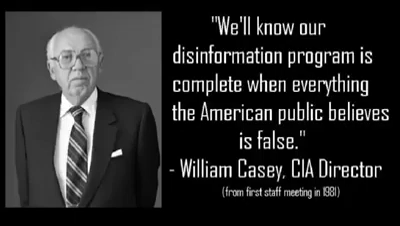 "We'll know our
disinformation program is
complete when everything
the American public believes
is false."
- William Casey, CIA Director
(from first staff meeting in 1981)